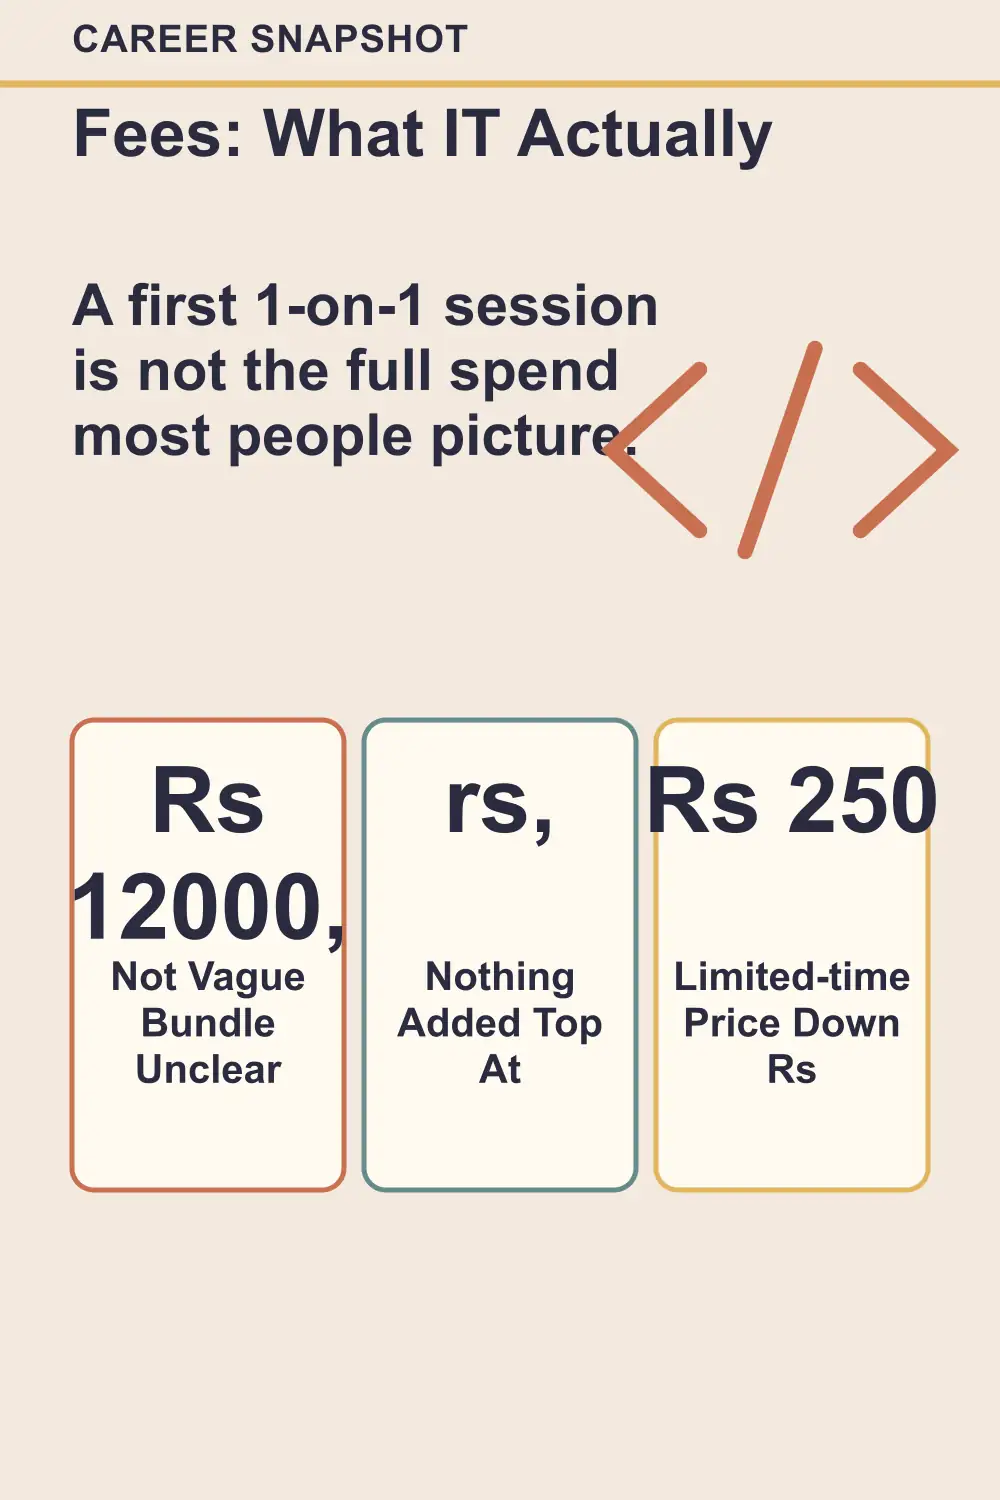 CAREER SNAPSHOT
Fees: What IT Actually
A first 1-on-1 session
is not the full spend
most people picture.
Rs
12000,
Not Vague
Bundle
Unclear
rs,
Nothing
Added Top
At
Rs 250
Limited-time
Price Down
Rs